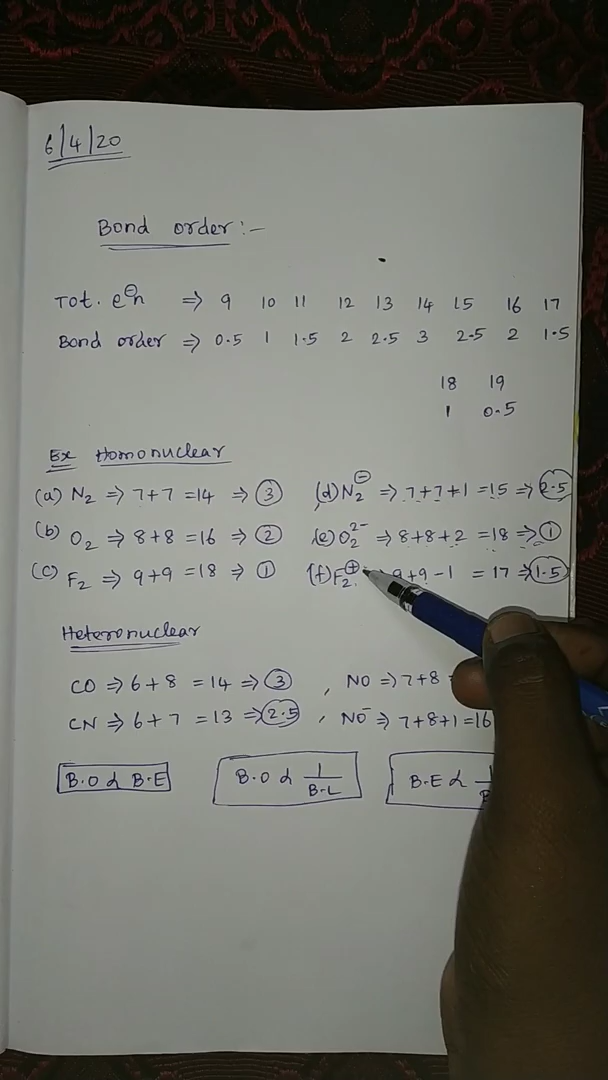 6/4/20
Bond order:-
Tot. e⊖n ⇒ 9 10 11 12 13 14 15 16 17
Bond order ⇒ 0.5 1 1.5 2 2.5 3 2.5 2 1.5
18 19
1 0.5
Ex Homonuclear
(a) N₂ ⇒ 7+7 = 14 ⇒ ③ (d) N₂⊖ ⇒ 7+7+1 = 15 ⇒ 2.5
(b) O₂ ⇒ 8+8 = 16 ⇒ ② (e) O₂²⁻ ⇒ 8+8+2 = 18 ⇒ ①
(c) F₂ ⇒ 9+9 = 18 ⇒ ① (f) F₂⊕ 9+9-1 = 17 ⇒ 1.5
Heteronuclear
CO ⇒ 6+8 = 14 ⇒ ③ , NO ⇒ 7+8
CN ⇒ 6+7 = 13 ⇒ 2.5 , NO⁻ ⇒ 7+8+1 = 16
B.O α B.E B.O α 1/B.L B.E α 1/